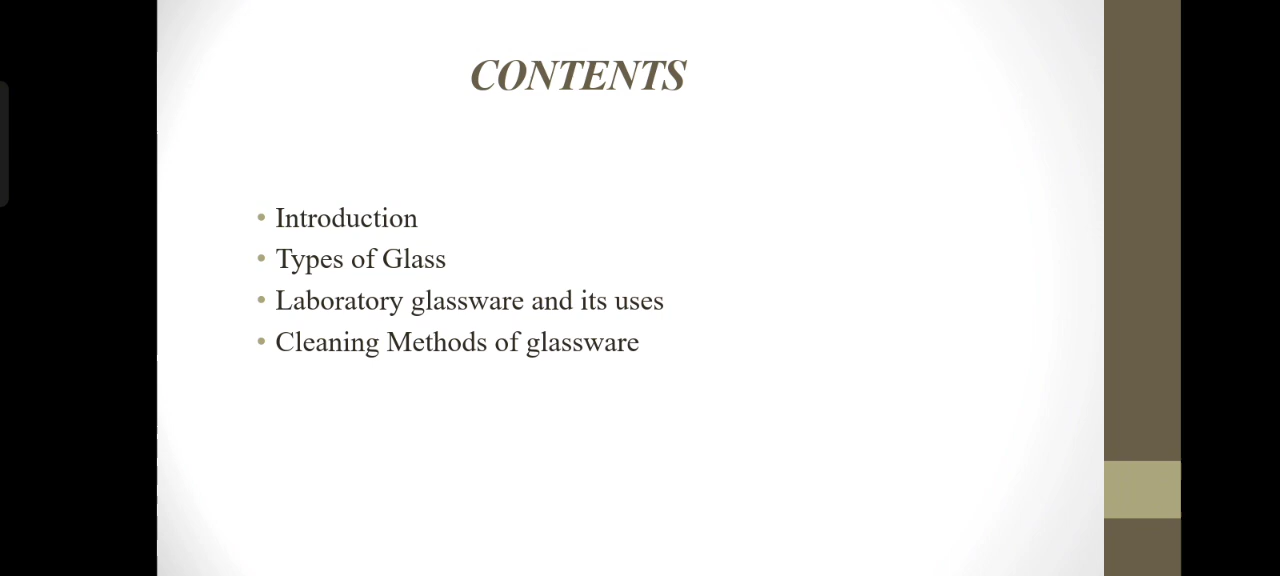 CONTENTS
• Introduction
• Types of Glass
• Laboratory glassware and its uses
• Cleaning Methods of glassware